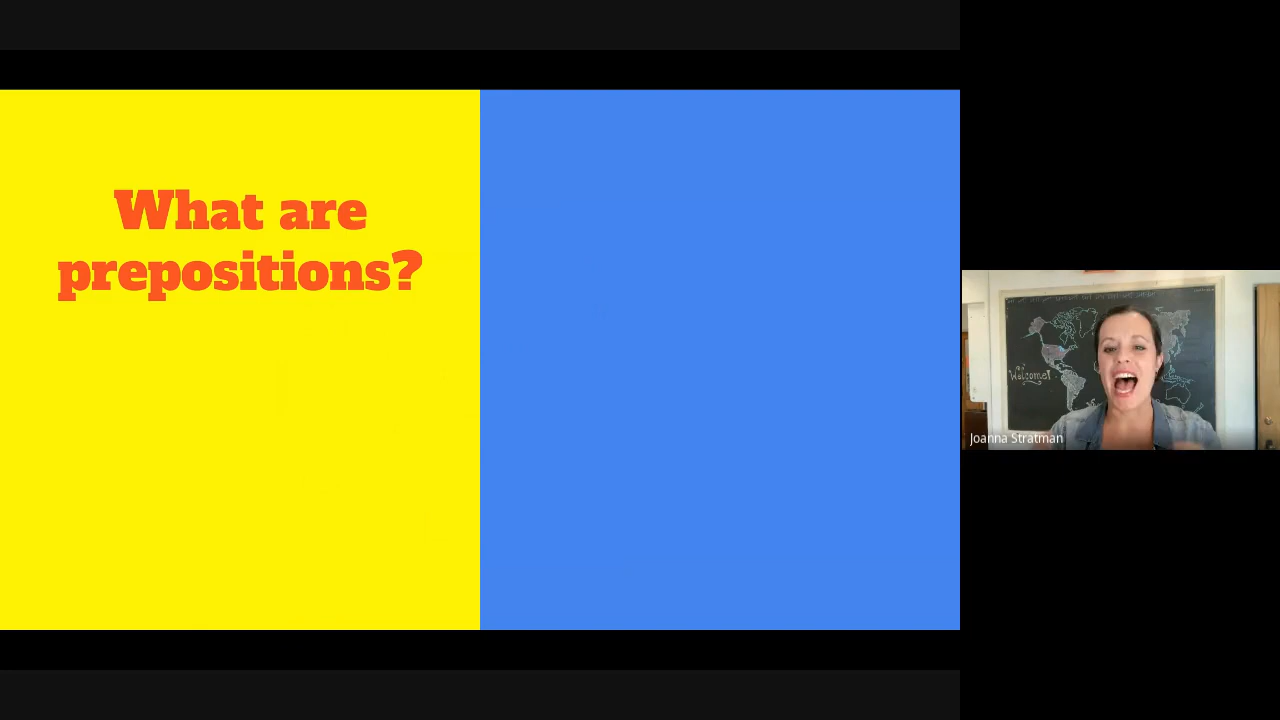 What are
prepositions?
Welcome!
Joanna Stratman